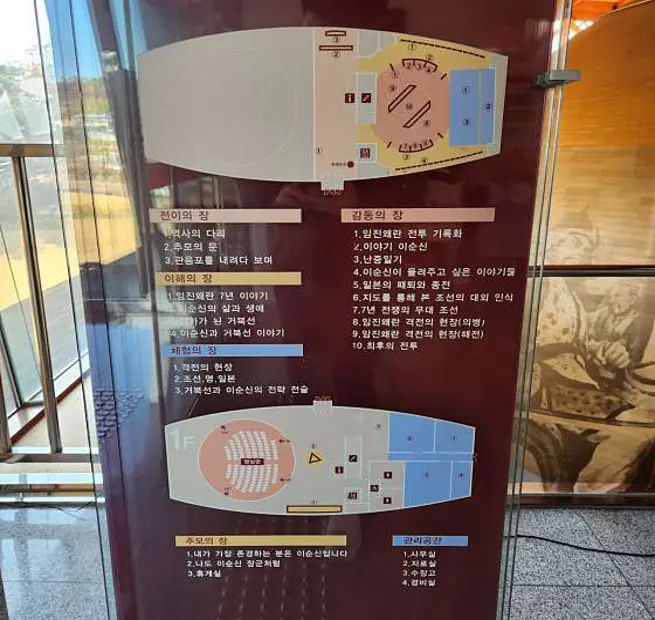 전이의 장
1.역사의 다리
2.추모의 문
3.관음포를 내려다 보며
이해의 장
1.임진왜란 7년 이야기
이순신의 삶과 생애
가 된 거북선
4.이순신과 거북선 이야기
체험의 장
1.격전의 현장
2.조선,명,일본
3.거북선과 이순신의 전략 전술
감동의 장
1.임진왜란 전투 기록화
2.이야기 이순신
3.난중일기
4.이순신이 들려주고 싶은 이야기들
5.일본의 패퇴와 종전
6.지도를 통해 본 조선의 대외 인식
7.7년 전쟁의 무대 조선
8.임진왜란 격전의 현장(의병)
9.임진왜란 격전의 현장(해전)
10.최후의 전투
1F
영상관
추모의 장
1.내가 가장 존경하는 분은 이순신입니다
2.나도 이순신 장군처럼
3.휴게실
관리공간
1.사무실
2.자료실
3.수장고
4.경비실